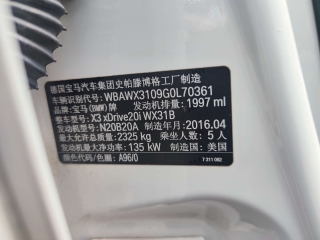 德国宝马汽车集团史帕滕博格工厂制造
车辆识别代号: WBAWX3109G0L70361
品牌: 宝马(BMW)牌 发动机排量: 1997 ml
整车型号: X3 xDrive20i WX31B
发动机型号: N20B20A 制造年月: 2016.04
最大允许总质量: 2325 kg 乘坐人数: 5 人
发动机最大净功率: 135 kW 制造国: 美国
颜色代码/色圈: A96/0
7 311 082